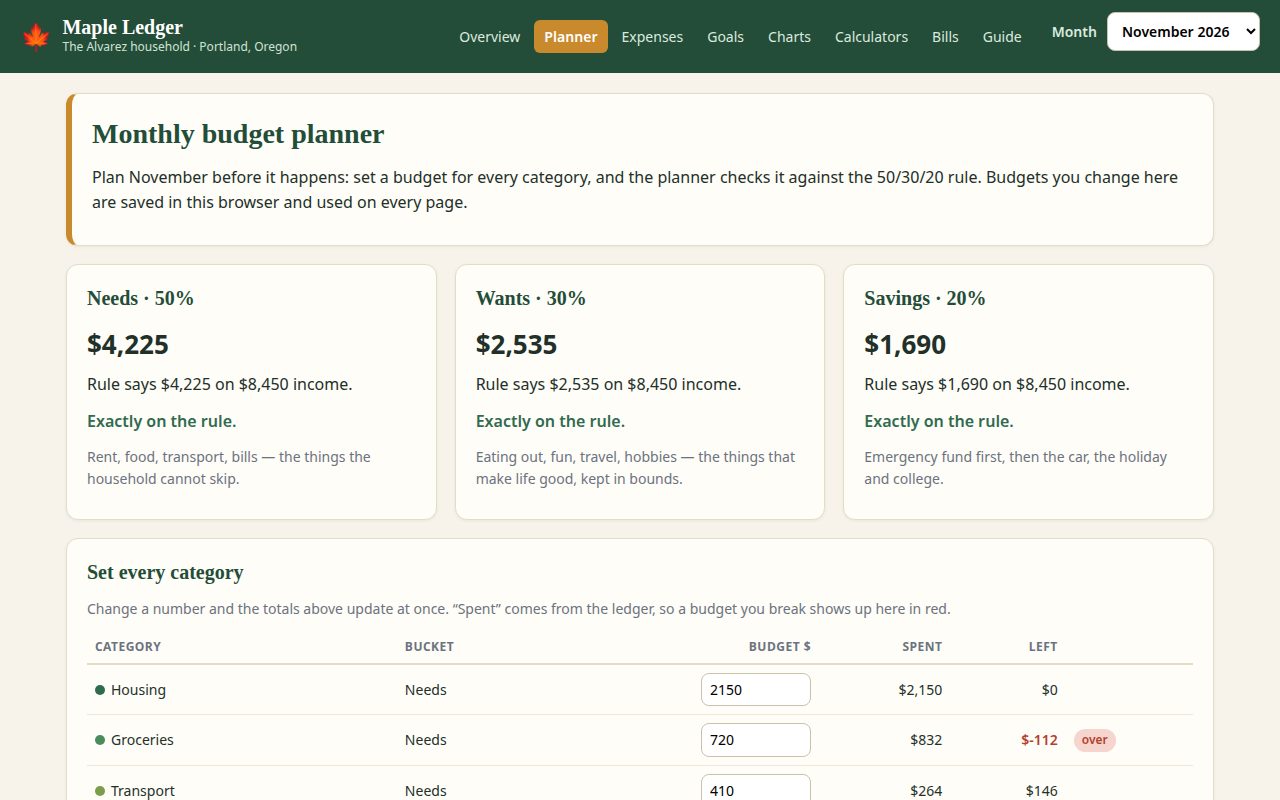 Maple Ledger
The Alvarez household · Portland, Oregon
Overview Planner Expenses Goals Charts Calculators Bills Guide Month November 2026
Monthly budget planner
Plan November before it happens: set a budget for every category, and the planner checks it against the 50/30/20 rule. Budgets you change here
are saved in this browser and used on every page.
Needs · 50%
$4,225
Rule says $4,225 on $8,450 income.
Exactly on the rule.
Rent, food, transport, bills — the things the
household cannot skip.
Wants · 30%
$2,535
Rule says $2,535 on $8,450 income.
Exactly on the rule.
Eating out, fun, travel, hobbies — the things that
make life good, kept in bounds.
Savings · 20%
$1,690
Rule says $1,690 on $8,450 income.
Exactly on the rule.
Emergency fund first, then the car, the holiday
and college.
Set every category
Change a number and the totals above update at once. “Spent” comes from the ledger, so a budget you break shows up here in red.
CATEGORY BUCKET BUDGET $ SPENT LEFT
Housing Needs 2150 $2,150 $0
Groceries Needs 720 $832 $-112 over
Transport Needs 410 $264 $146